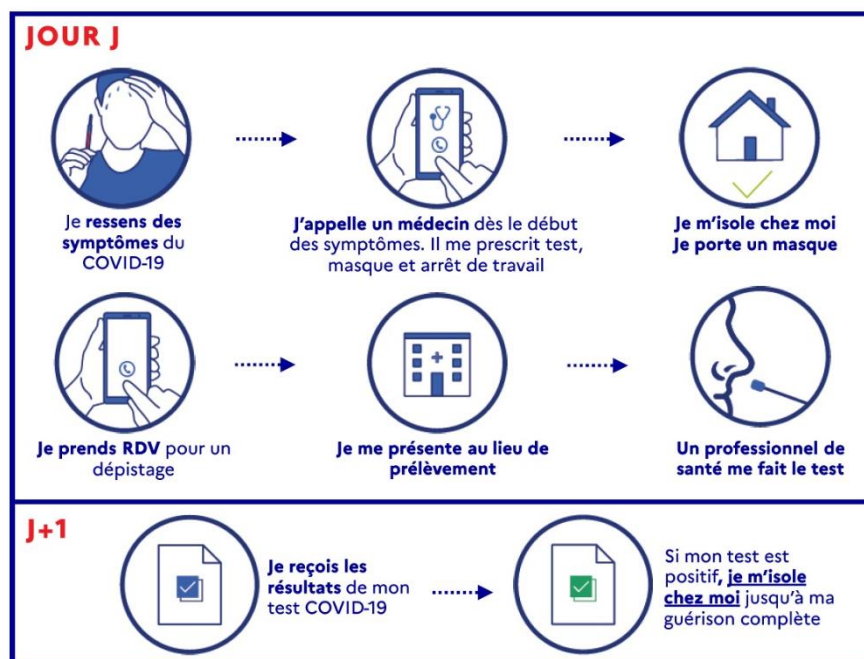 JOUR J
Je ressens des
symptômes du
COVID-19
J'appelle un médecin dès le début
des symptômes. Il me prescrit test,
masque et arrêt de travail
Je m'isole chez moi
Je porte un masque
Je prends RDV pour un
dépistage
Je me présente au lieu de
prélèvement
Un professionnel de
santé me fait le test
J+1
Je reçois les
résultats de mon
test COVID-19
Si mon test est
positif, je m'isole
chez moi jusqu'à ma
guérison complète